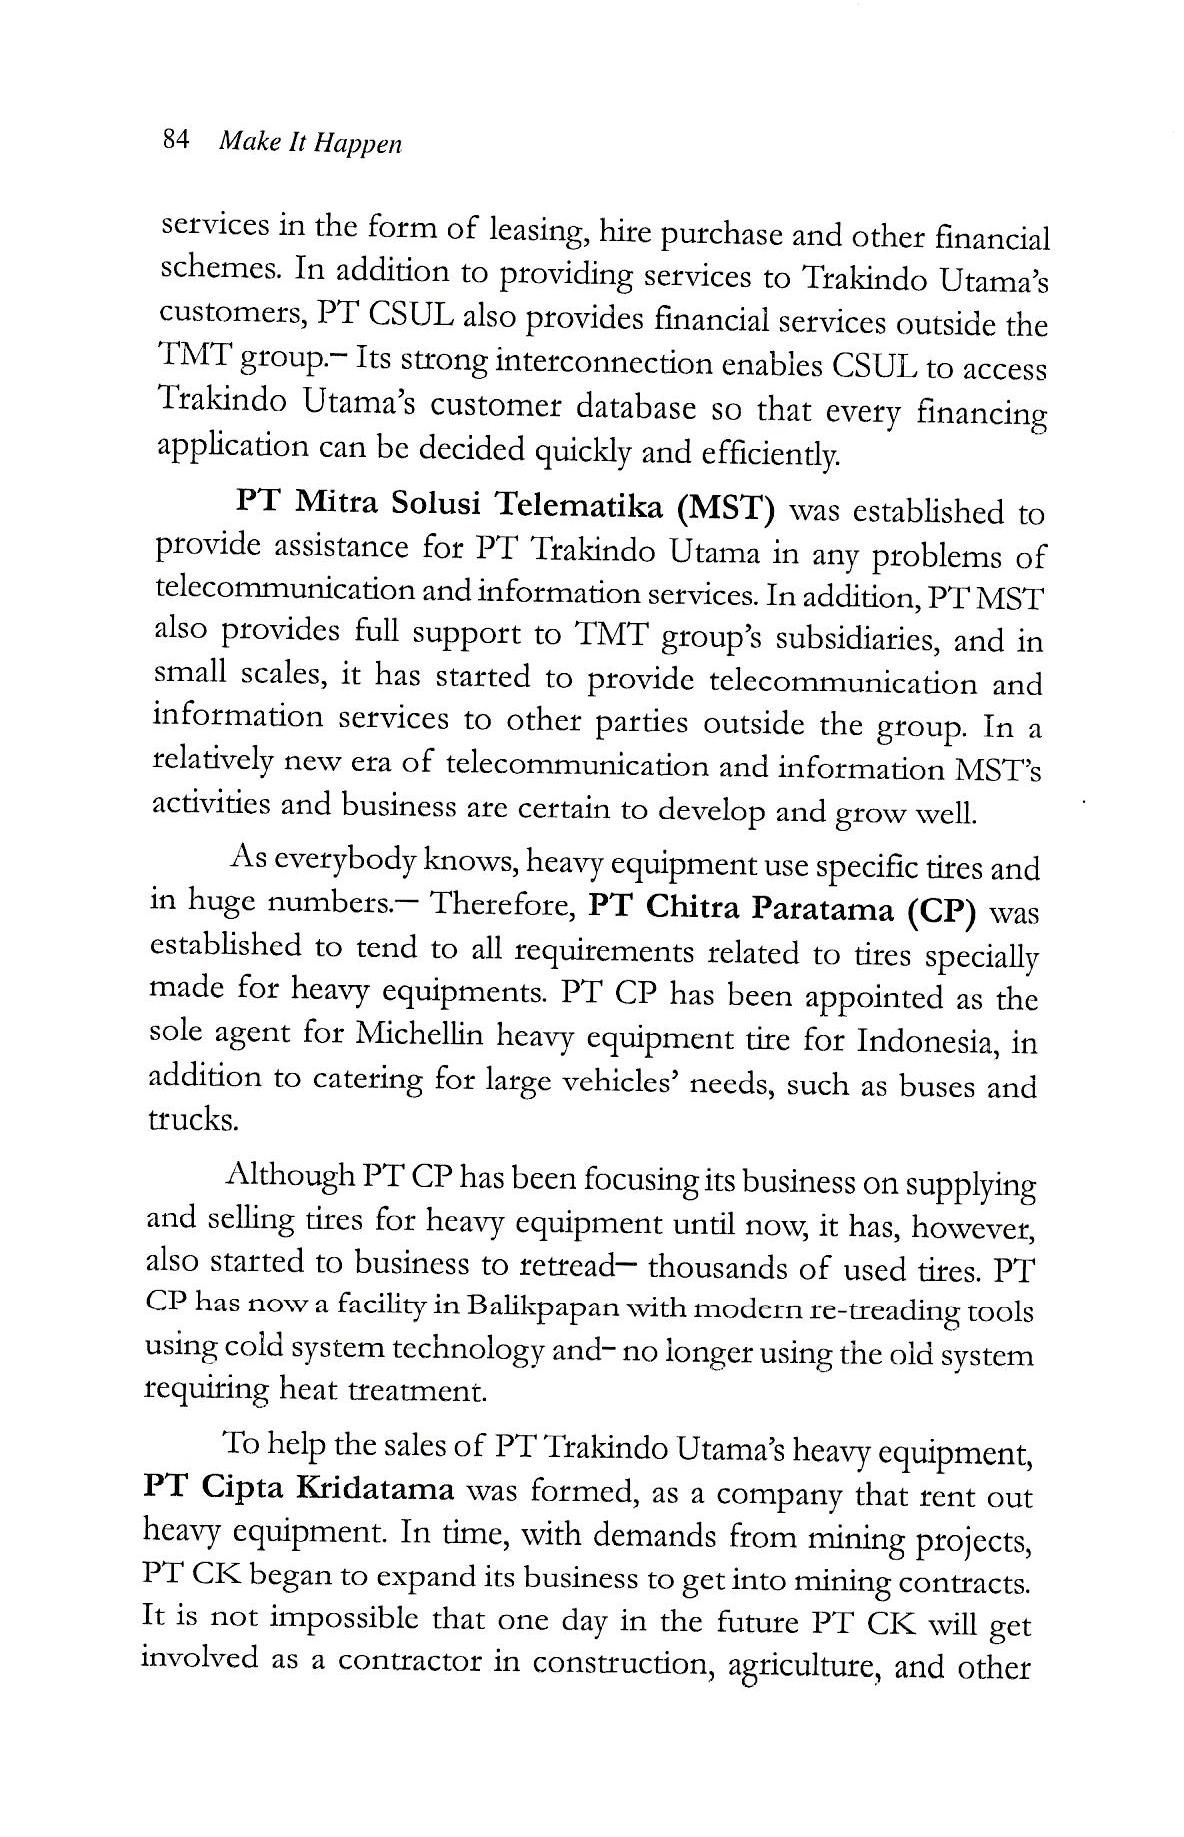 84 Make It Happen
services in the form of leasing, hire purchase and other financial
schemes. In addition to providing services to Trakindo Utama's
customers, PT CSUL also provides financial services outside the
TMT group.– Its strong interconnection enables CSUL to access
Trakindo Utama's customer database so that every financing
application can be decided quickly and efficiently.
PT Mitra Solusi Telematika (MST) was established to
provide assistance for PT Trakindo Utama in any problems of
telecommunication and information services. In addition, PT MST
also provides full support to TMT group's subsidiaries, and in
small scales, it has started to provide telecommunication and
information services to other parties outside the group. In a
relatively new era of telecommunication and information MST's
activities and business are certain to develop and grow well.
As everybody knows, heavy equipment use specific tires and
in huge numbers.— Therefore, PT Chitra Paratama (CP) was
established to tend to all requirements related to tires specially
made for heavy equipments. PT CP has been appointed as the
sole agent for Michellin heavy equipment tire for Indonesia, in
addition to catering for large vehicles' needs, such as buses and
trucks.
Although PT CP has been focusing its business on supplying
and selling tires for heavy equipment until now, it has, however,
also started to business to retread— thousands of used tires. PT
CP has now a facility in Balikpapan with modern re-treading tools
using cold system technology and– no longer using the old system
requiring heat treatment.
To help the sales of PT Trakindo Utama's heavy equipment,
PT Cipta Kridatama was formed, as a company that rent out
heavy equipment. In time, with demands from mining projects,
PT CK began to expand its business to get into mining contracts.
It is not impossible that one day in the future PT CK will get
involved as a contractor in construction, agriculture, and other